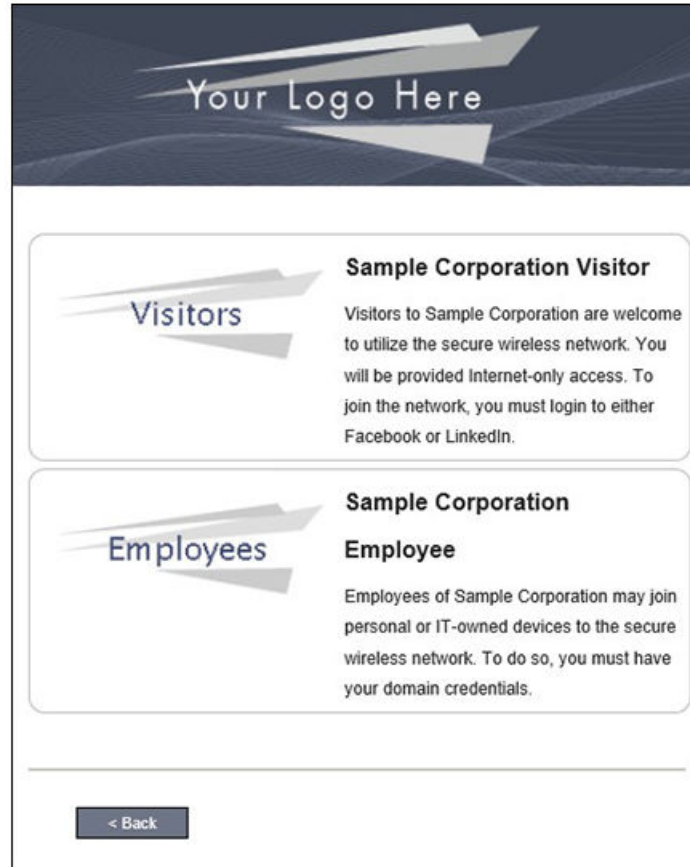 Your Logo Here
Visitors
Sample Corporation Visitor
Visitors to Sample Corporation are welcome
to utilize the secure wireless network. You
will be provided Internet-only access. To
join the network, you must login to either
Facebook or LinkedIn.
Employees
Sample Corporation
Employee
Employees of Sample Corporation may join
personal or IT-owned devices to the secure
wireless network. To do so, you must have
your domain credentials.
< Back